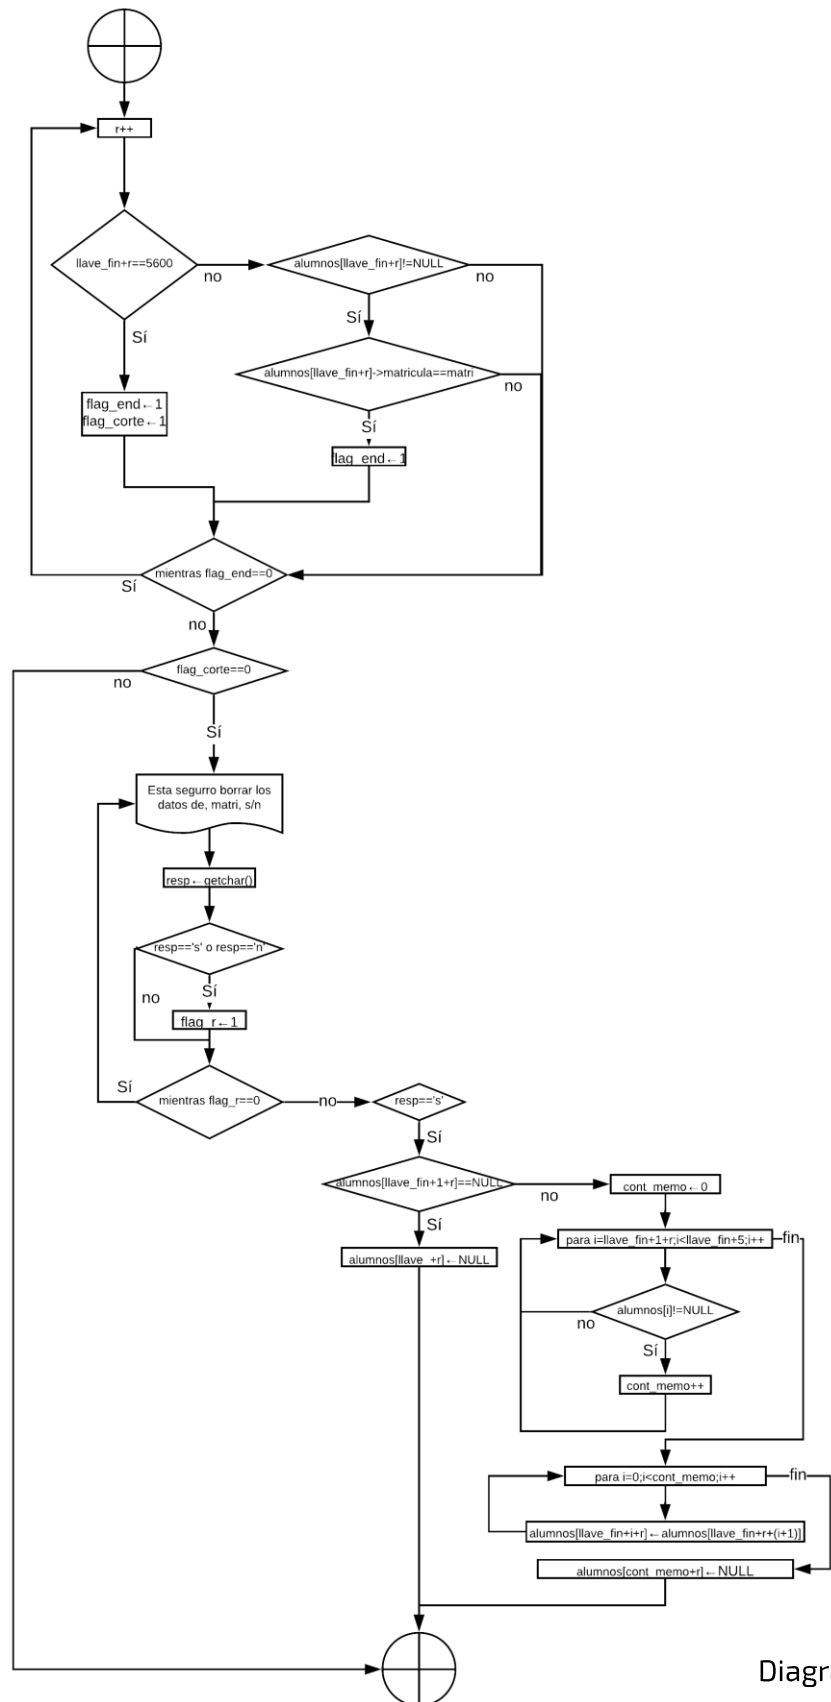 r++
llave_fin+r==5600
no
alumnos[llave_fin+r]!=NULL
no
Sí
Sí
alumnos[llave_fin+r]->matricula==matri
no
flag_end←1
flag_corte←1
Sí
flag_end←1
mientras flag_end==0
Sí
no
flag_corte==0
no
Sí
Esta segurro borrar los
datos de, matri, s/n
resp←getchar()
resp=='s' o resp=='n'
Sí
no
flag_r←1
Sí
mientras flag_r==0
no
resp=='s'
Sí
alumnos[llave_fin+1+r]==NULL
no
cont_memo←0
Sí
para i=llave_fin+1+r;i<llave_fin+5;i++
fin
alumnos[llave_+r]←NULL
alumnos[i]!=NULL
no
Sí
cont_memo++
para i=0;i<cont_memo;i++
fin
alumnos[llave_fin+i+r]←alumnos[llave_fin+r+(i+1)]
alumnos[cont_memo+r]←NULL